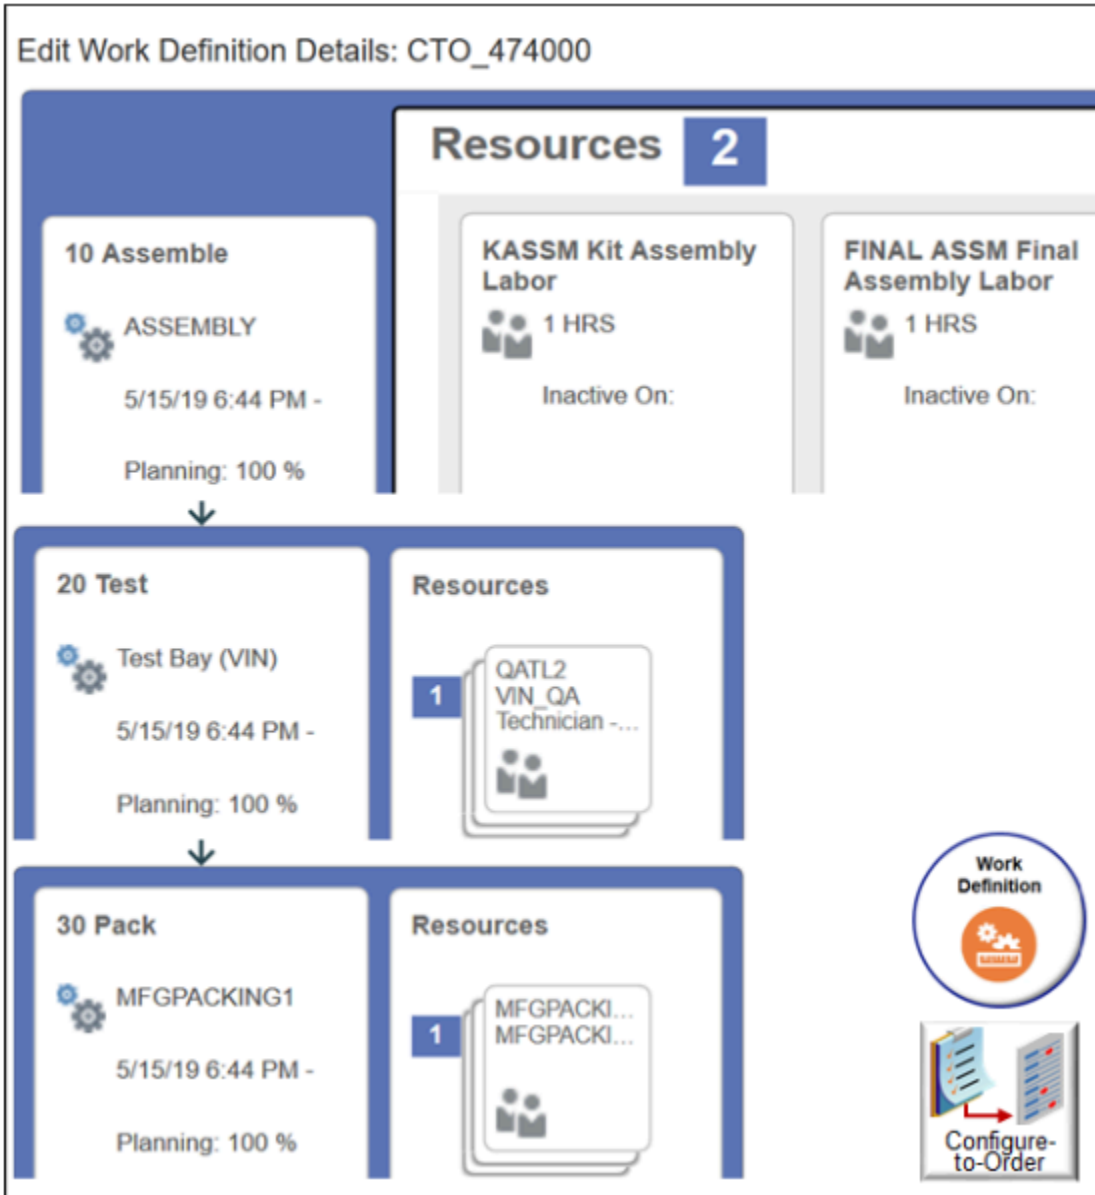 Edit Work Definition Details: CTO_474000
Resources 2
10 Assemble
ASSEMBLY
5/15/19 6:44 PM -
Planning: 100 %
KASSM Kit Assembly
Labor
1 HRS
Inactive On:
FINAL ASSM Final
Assembly Labor
1 HRS
Inactive On:
20 Test
Test Bay (VIN)
5/15/19 6:44 PM -
Planning: 100 %
Resources
1
QATL2
VIN_QA
Technician -...
30 Pack
MFGPACKING1
5/15/19 6:44 PM -
Planning: 100 %
Resources
1
MFGPACKI...
MFGPACKI...
Work
Definition
Configure-
to-Order